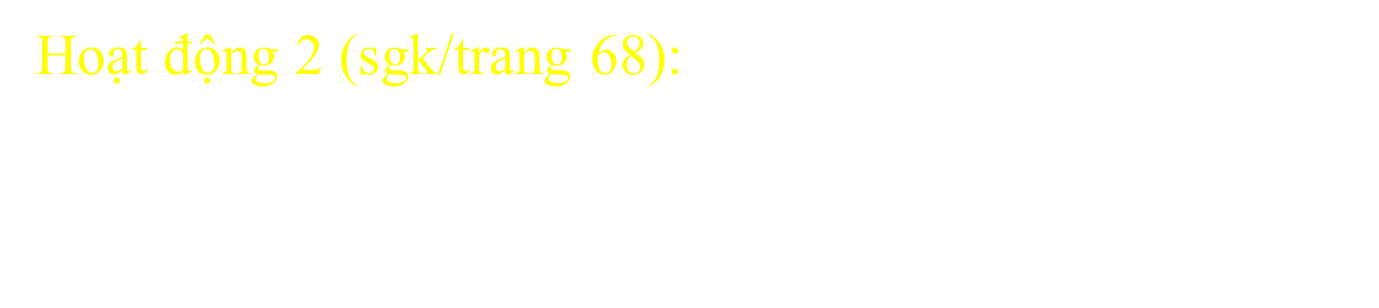 Hoạt động 2 (sgk/trang 68):